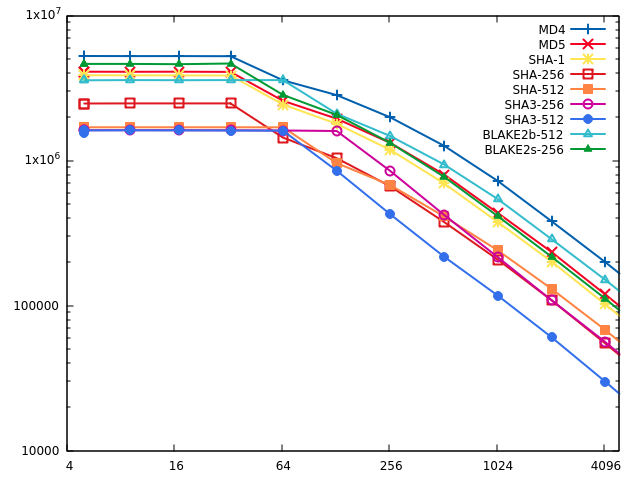 1x10⁷
MD4
MD5
SHA-1
SHA-256
SHA-512
SHA3-256
SHA3-512
BLAKE2b-512
BLAKE2s-256
1x10⁶
100000
10000
4 16 64 256 1024 4096